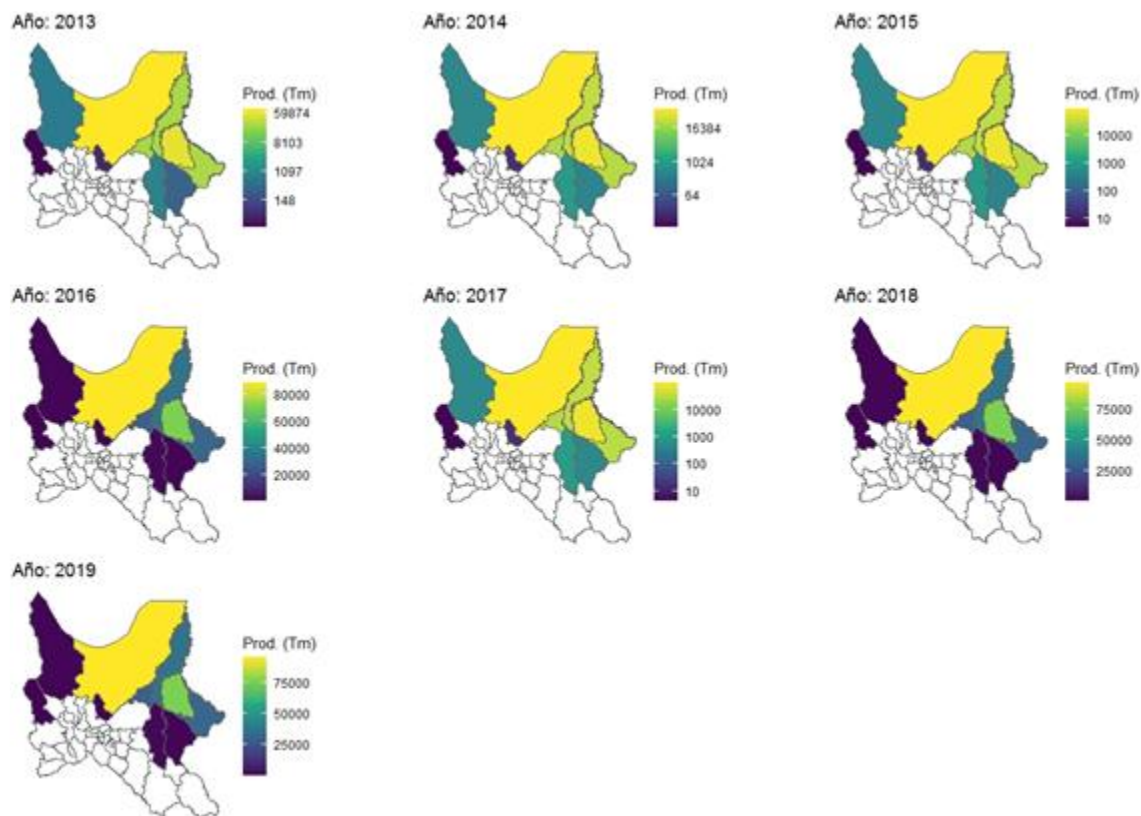 Año: 2013
Prod. (Tm)
59874
8103
1097
148
Año: 2014
Prod. (Tm)
16384
1024
64
Año: 2015
Prod. (Tm)
10000
1000
100
10
Año: 2016
Prod. (Tm)
80000
60000
40000
20000
Año: 2017
Prod. (Tm)
10000
1000
100
10
Año: 2018
Prod. (Tm)
75000
50000
25000
Año: 2019
Prod. (Tm)
75000
50000
25000